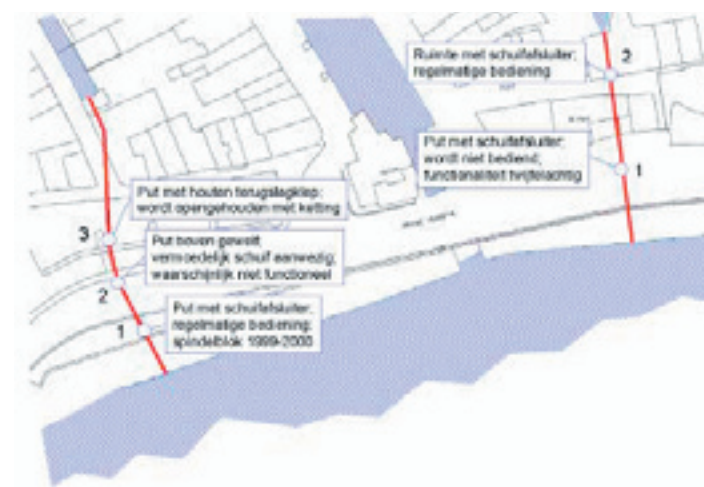 Ruimte met schuifafsluiter;
regelmatige bediening
2
Put met schuifafsluiter;
wordt niet bediend;
functionaliteit twijfelachtig
1
Put met houten terugslagklep;
wordt opengehouden met ketting
3
Put boven gewelf;
vermoedelijk schuif aanwezig;
waarschijnlijk niet functioneel
2
Put met schuifafsluiter;
regelmatige bediening;
spindelblok 1999-2000
1